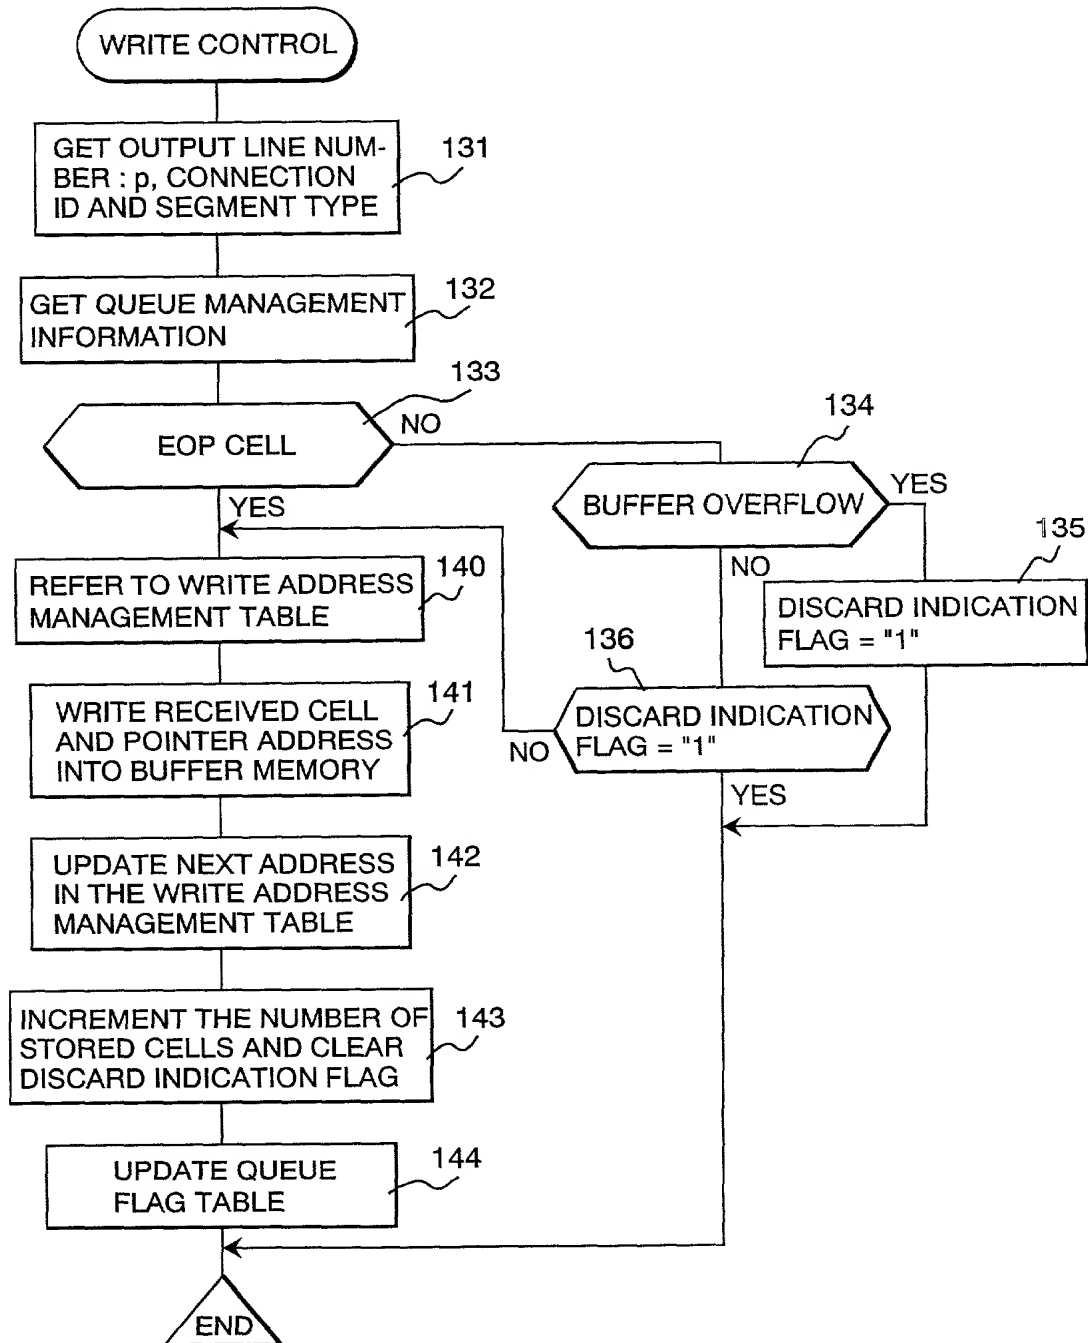 WRITE CONTROL
GET OUTPUT LINE NUM-
BER : p, CONNECTION
ID AND SEGMENT TYPE
131
GET QUEUE MANAGEMENT
INFORMATION
132
133
EOP CELL
NO
YES
134
BUFFER OVERFLOW
YES
NO
135
DISCARD INDICATION
FLAG = "1"
136
DISCARD INDICATION
FLAG = "1"
NO
YES
REFER TO WRITE ADDRESS
MANAGEMENT TABLE
140
WRITE RECEIVED CELL
AND POINTER ADDRESS
INTO BUFFER MEMORY
141
UPDATE NEXT ADDRESS
IN THE WRITE ADDRESS
MANAGEMENT TABLE
142
INCREMENT THE NUMBER OF
STORED CELLS AND CLEAR
DISCARD INDICATION FLAG
143
UPDATE QUEUE
FLAG TABLE
144
END